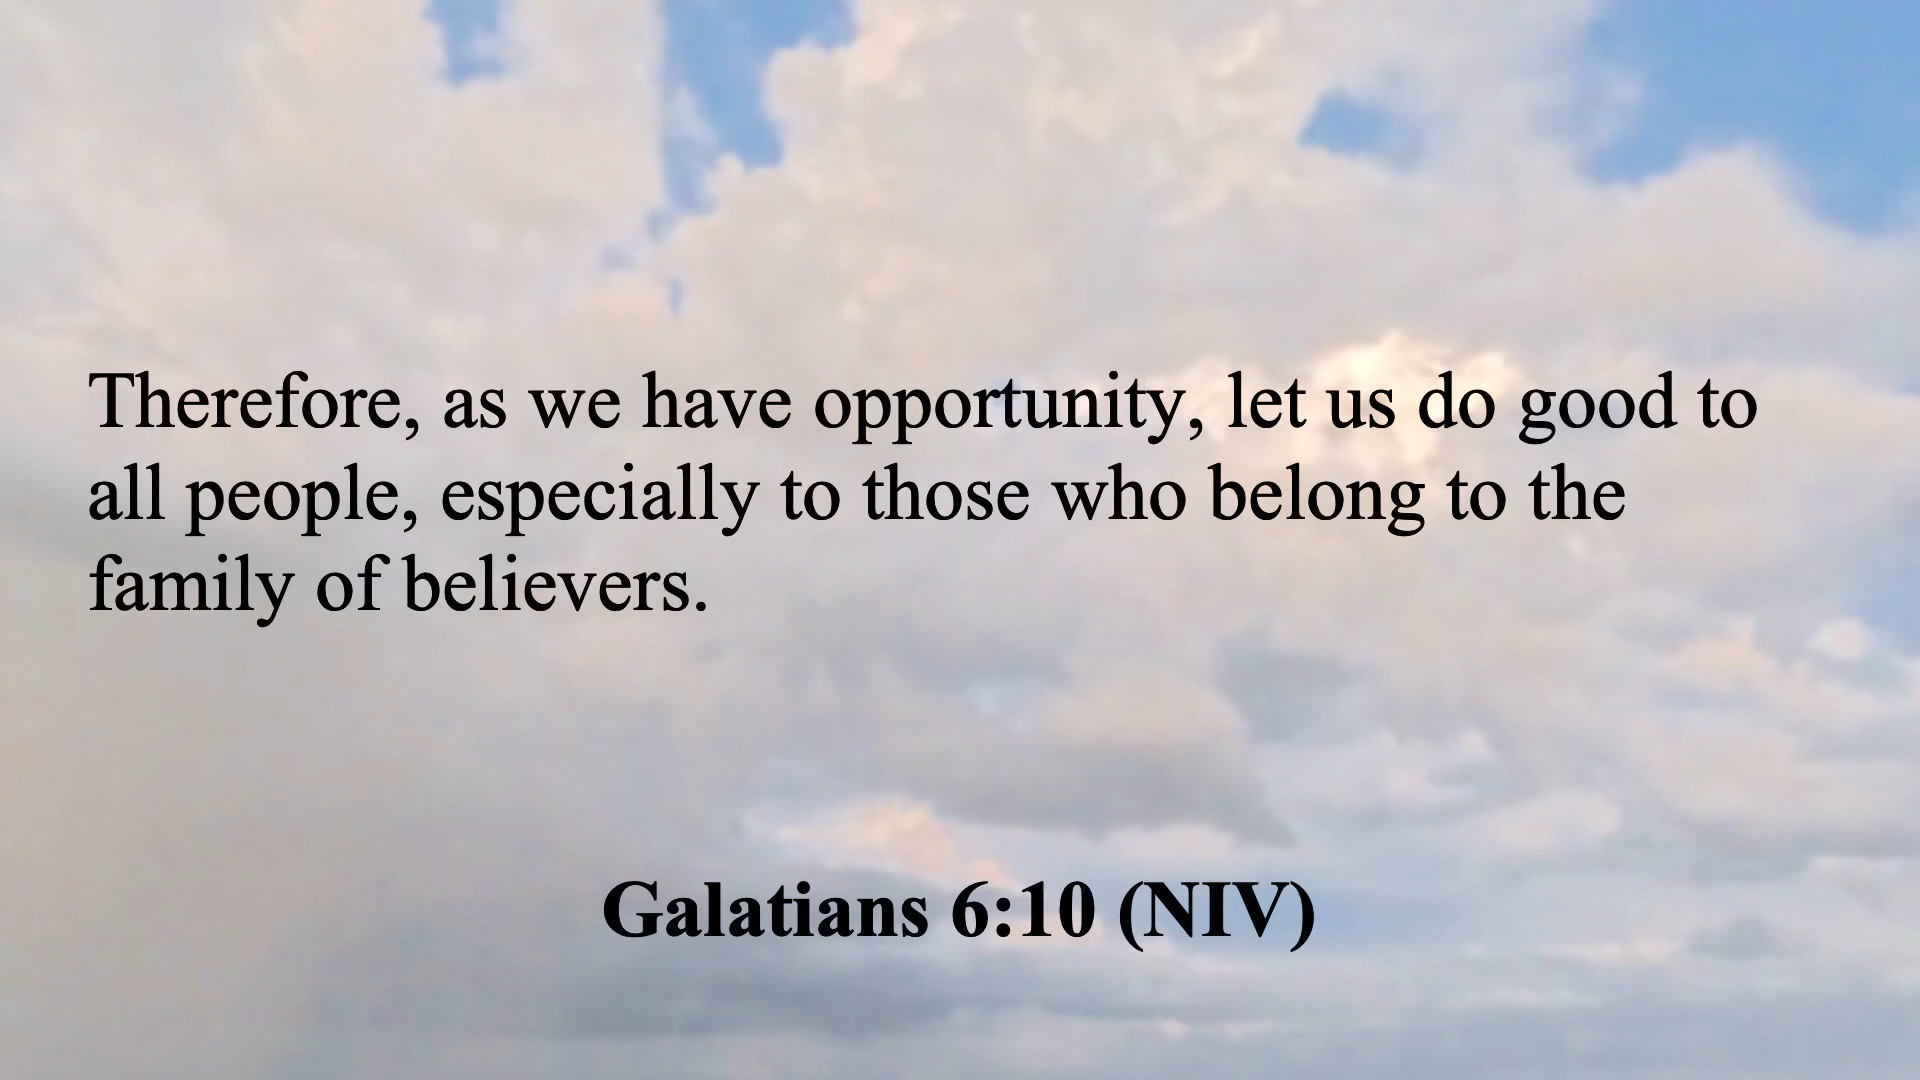 Therefore, as we have opportunity, let us do good to
all people, especially to those who belong to the
family of believers.
Galatians 6:10 (NIV)